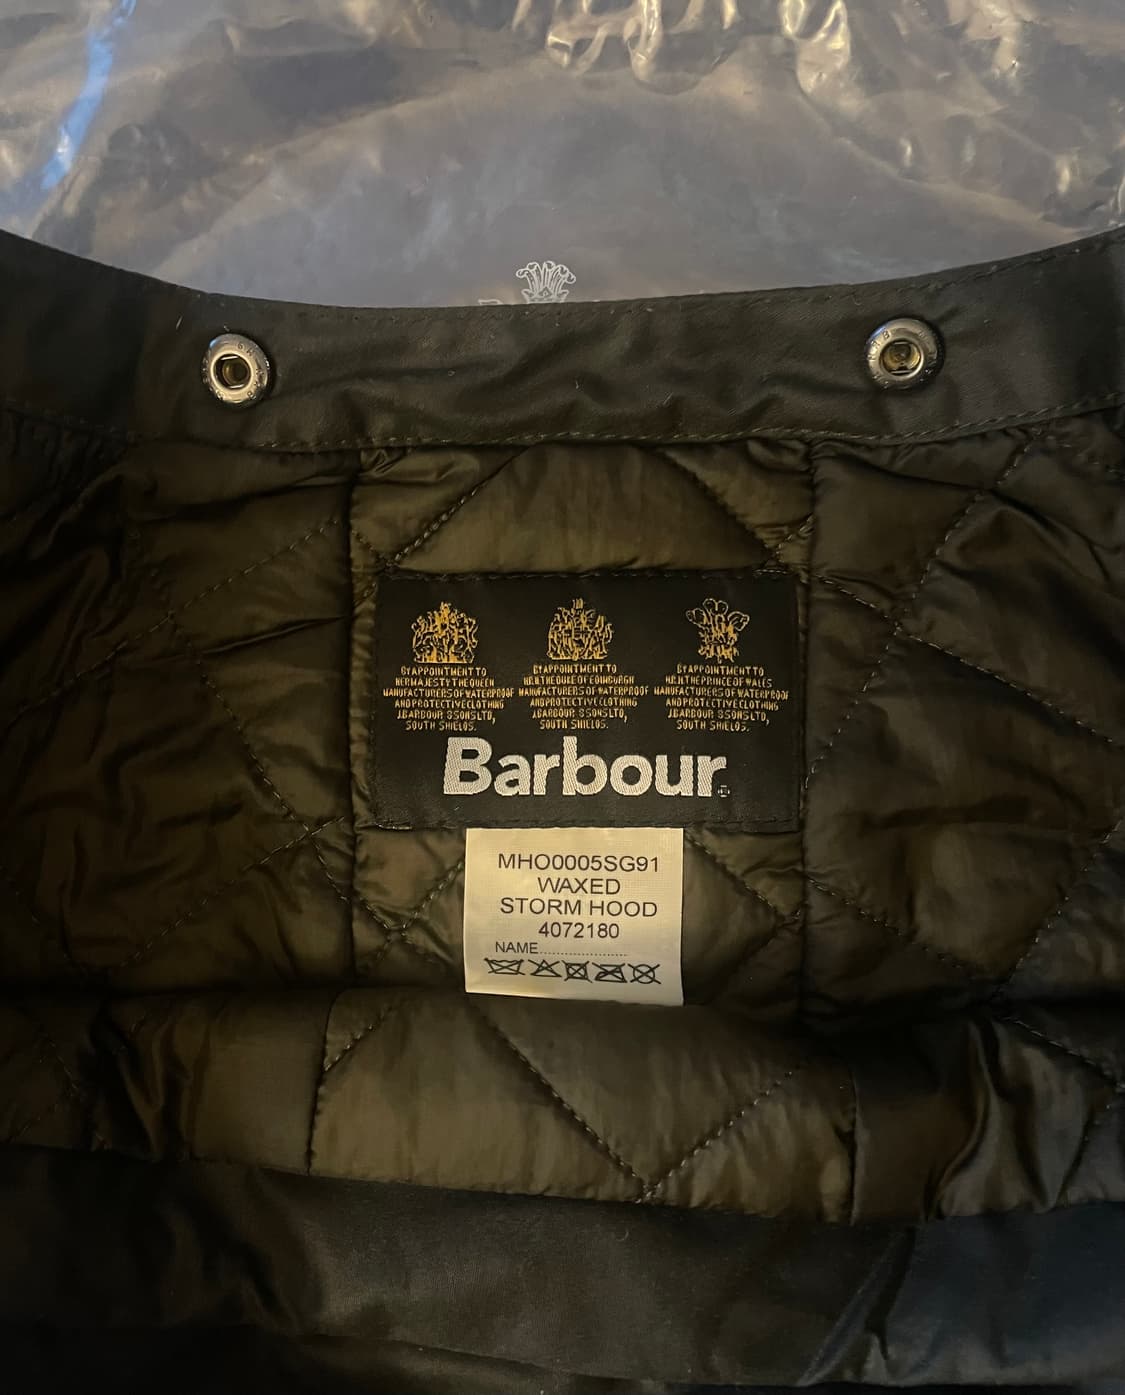 BY APPOINTMENT TO
HER MAJESTY THE QUEEN
MANUFACTURERS OF WATERPROOF
AND PROTECTIVE CLOTHING
J.BARBOUR & SONS LTD,
SOUTH SHIELDS.
BY APPOINTMENT TO
H.R.H. THE DUKE OF EDINBURGH
MANUFACTURERS OF WATERPROOF
AND PROTECTIVE CLOTHING
J.BARBOUR & SONS LTD,
SOUTH SHIELDS.
BY APPOINTMENT TO
H.R.H. THE PRINCE OF WALES
MANUFACTURERS OF WATERPROOF
AND PROTECTIVE CLOTHING
J.BARBOUR & SONS LTD,
SOUTH SHIELDS.
Barbour
MHO0005SG91
WAXED
STORM HOOD
4072180
NAME......................